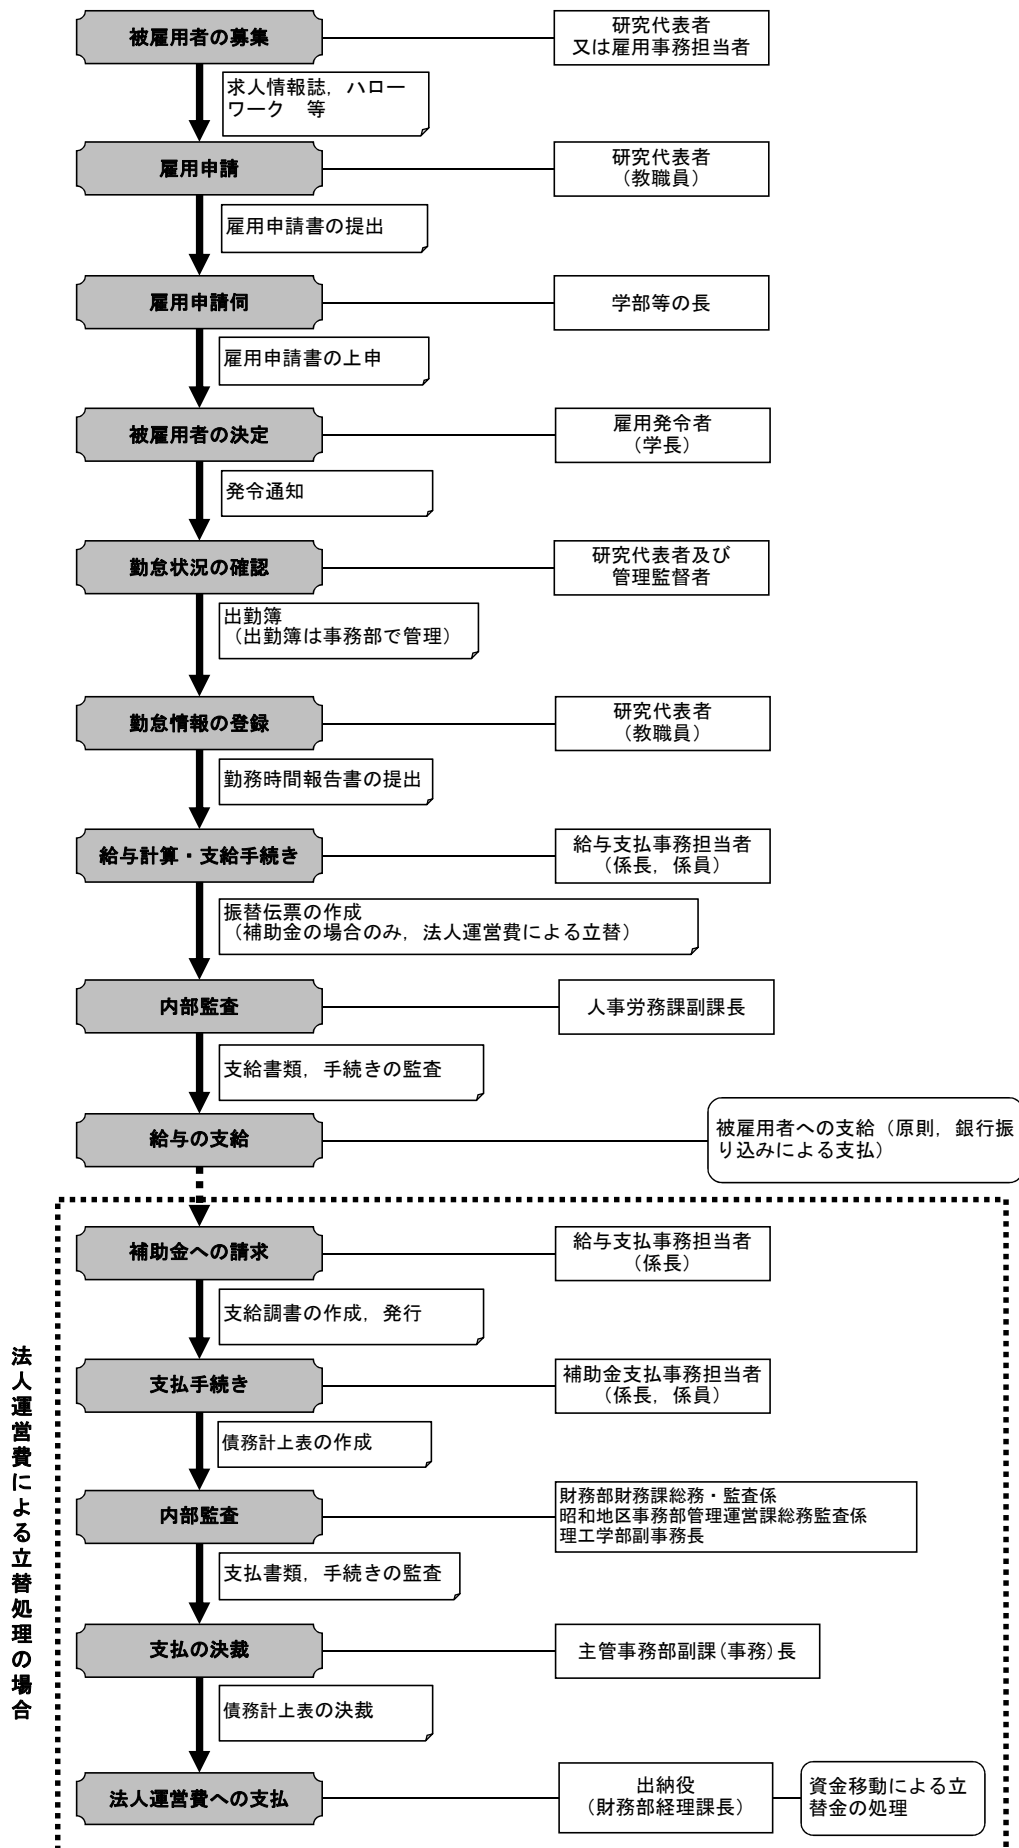 被雇用者の募集
研究代表者
又は雇用事務担当者
求人情報誌，ハロー
ワーク　等
雇用申請
研究代表者
（教職員）
雇用申請書の提出
雇用申請伺
学部等の長
雇用申請書の上申
被雇用者の決定
雇用発令者
（学長）
発令通知
勤怠状況の確認
研究代表者及び
管理監督者
出勤簿
（出勤簿は事務部で管理）
勤怠情報の登録
研究代表者
（教職員）
勤務時間報告書の提出
給与計算・支給手続き
給与支払事務担当者
（係長，係員）
振替伝票の作成
（補助金の場合のみ，法人運営費による立替）
内部監査
人事労務課副課長
支給書類，手続きの監査
給与の支給
被雇用者への支給（原則，銀行振
り込みによる支払）
法人運営費による立替処理の場合
補助金への請求
給与支払事務担当者
（係長）
支給調書の作成，発行
支払手続き
補助金支払事務担当者
（係長，係員）
債務計上表の作成
内部監査
財務部財務課総務・監査係
昭和地区事務部管理運営課総務監査係
理工学部副事務長
支払書類，手続きの監査
支払の決裁
主管事務部副課(事務)長
債務計上表の決裁
法人運営費への支払
出納役
（財務部経理課長）
資金移動による立
替金の処理